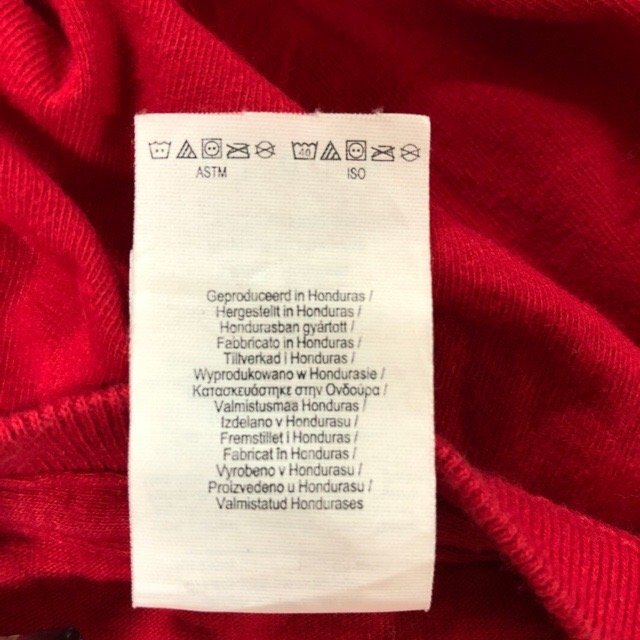 40
ASTM ISO
Geproduceerd in Honduras /
Hergestellt in Honduras /
Hondurasban gyártott /
Fabbricato in Honduras /
Tillverkad i Honduras /
Wyprodukowano w Hondurasie /
Κατασκευάστηκε στην Ονδούρα /
Valmistusmaa Honduras /
Izdelano v Hondurasu /
Fremstillet i Honduras /
Fabricat în Honduras /
Vyrobeno v Hondurasu /
Proizvedeno u Hondurasu /
Valmistatud Hondurases